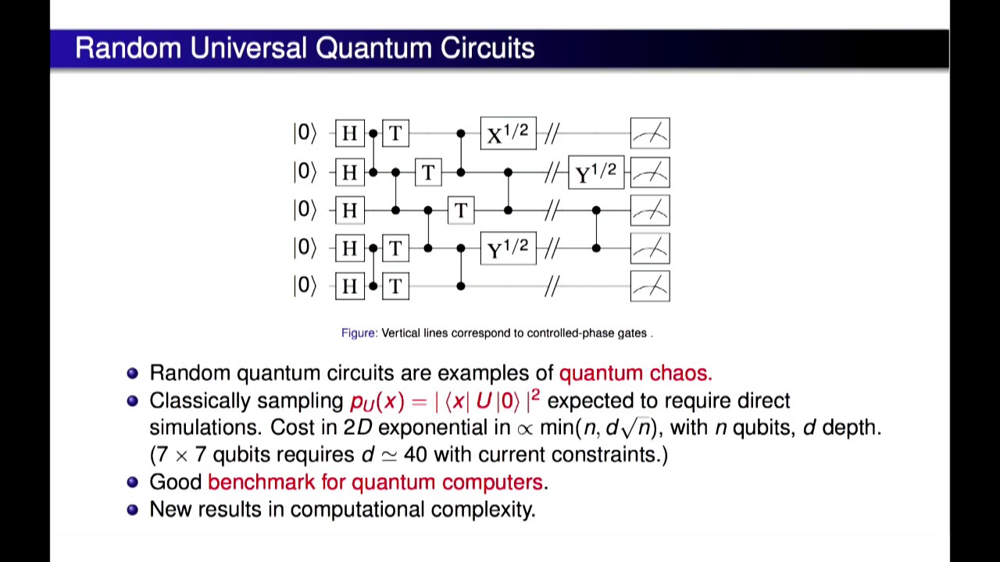 Random Universal Quantum Circuits
|0⟩ H T X^1/2 //
|0⟩ H T // Y^1/2
|0⟩ H T //
|0⟩ H T Y^1/2 //
|0⟩ H T //
Figure: Vertical lines correspond to controlled-phase gates .
Random quantum circuits are examples of quantum chaos.
Classically sampling p_U(x) = | ⟨x| U |0⟩ |² expected to require direct
simulations. Cost in 2D exponential in ∝ min(n, d√n), with n qubits, d depth.
(7 × 7 qubits requires d ≃ 40 with current constraints.)
Good benchmark for quantum computers.
New results in computational complexity.